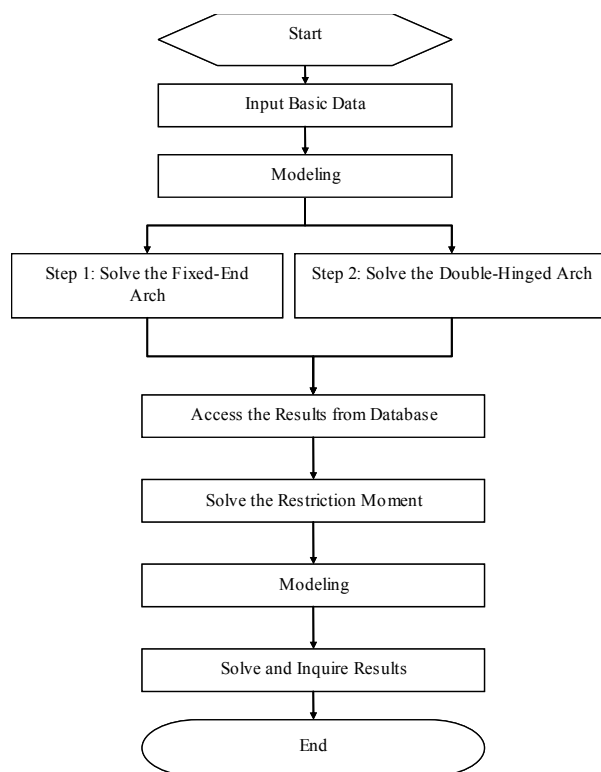 Start
Input Basic Data
Modeling
Step 1: Solve the Fixed-End
Arch
Step 2: Solve the Double-Hinged Arch
Access the Results from Database
Solve the Restriction Moment
Modeling
Solve and Inquire Results
End